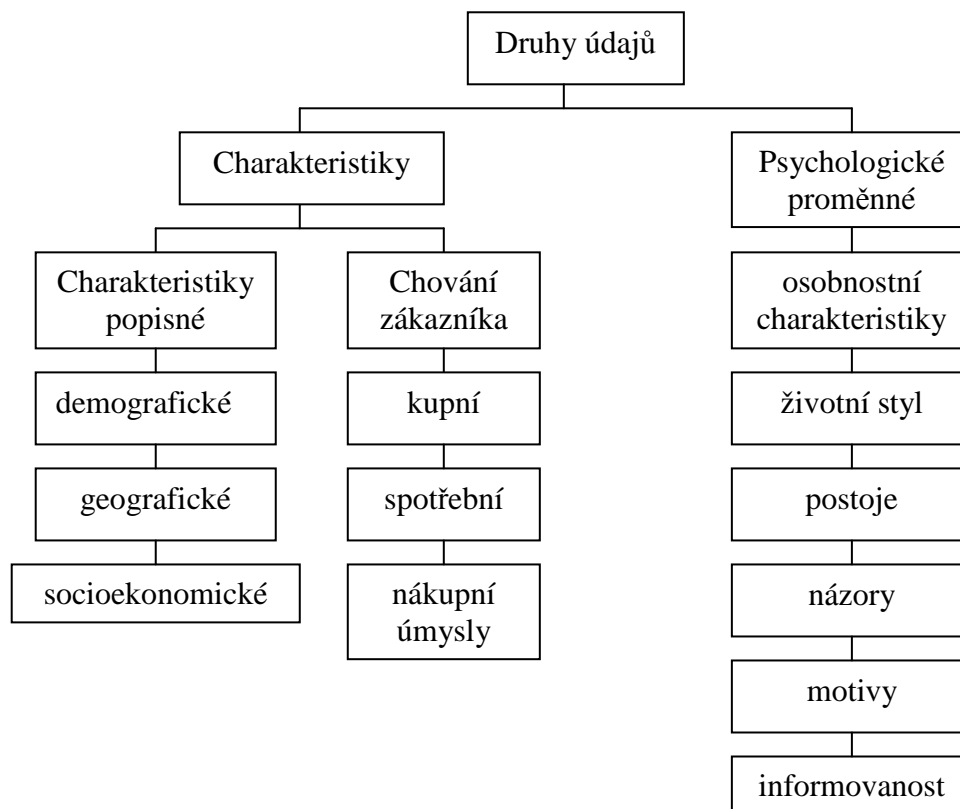 Druhy údajů
Charakteristiky
Psychologické
proměnné
Charakteristiky
popisné
Chování
zákazníka
osobnostní
charakteristiky
demografické
kupní
životní styl
geografické
spotřební
postoje
socioekonomické
nákupní
úmysly
názory
motivy
informovanost